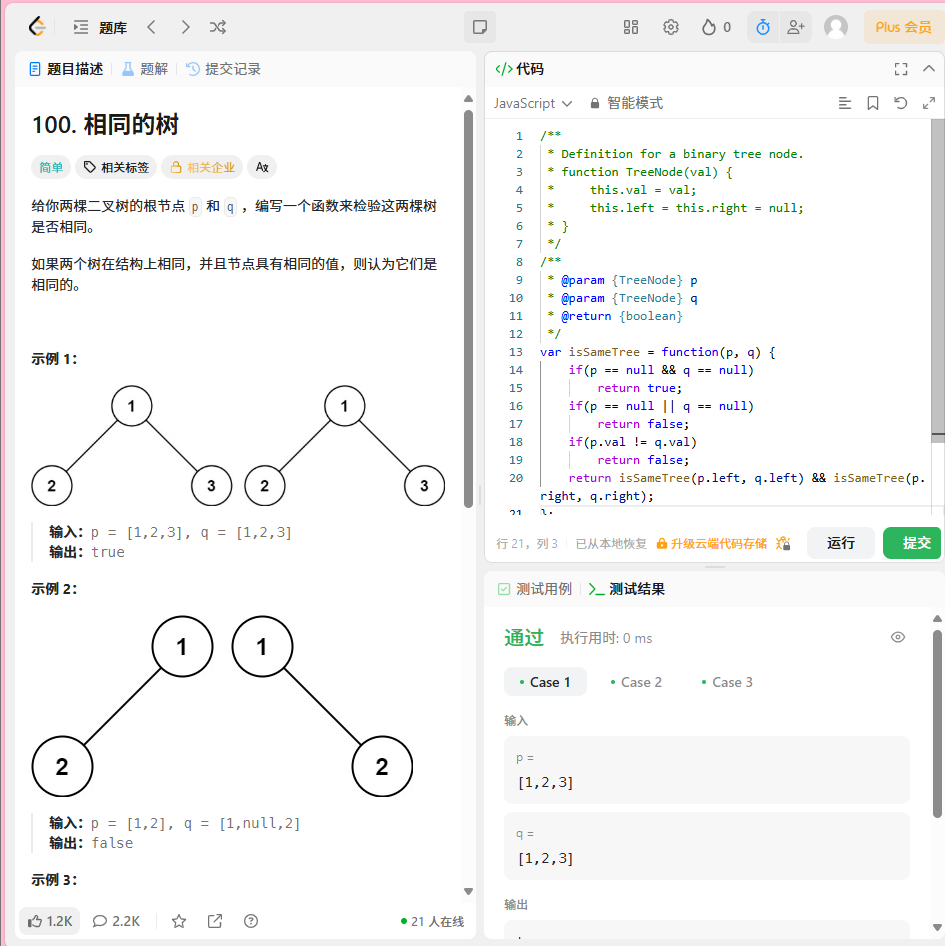 题库
0
Plus 会员
题目描述
题解
提交记录
100. 相同的树
简单
相关标签
相关企业
给你两棵二叉树的根节点 p 和 q ，编写一个函数来检验这两棵树
是否相同。
如果两个树在结构上相同，并且节点具有相同的值，则认为它们是
相同的。
示例 1：
1
2
3
1
2
3
输入：p = [1,2,3], q = [1,2,3]
输出：true
示例 2：
1
2
1
2
输入：p = [1,2], q = [1,null,2]
输出：false
示例 3：
1.2K
2.2K
21 人在线
</> 代码
JavaScript
智能模式
1 /**
2  * Definition for a binary tree node.
3  * function TreeNode(val) {
4  *     this.val = val;
5  *     this.left = this.right = null;
6  * }
7  */
8 /**
9  * @param {TreeNode} p
10  * @param {TreeNode} q
11  * @return {boolean}
12  */
13 var isSameTree = function(p, q) {
14     if(p == null && q == null)
15         return true;
16     if(p == null || q == null)
17         return false;
18     if(p.val != q.val)
19         return false;
20     return isSameTree(p.left, q.left) && isSameTree(p.
right, q.right);
21 };
行 21，列 3
已从本地恢复
升级云端代码存储
运行
提交
测试用例
测试结果
通过
执行用时: 0 ms
Case 1
Case 2
Case 3
输入
p =
[1,2,3]
q =
[1,2,3]
输出